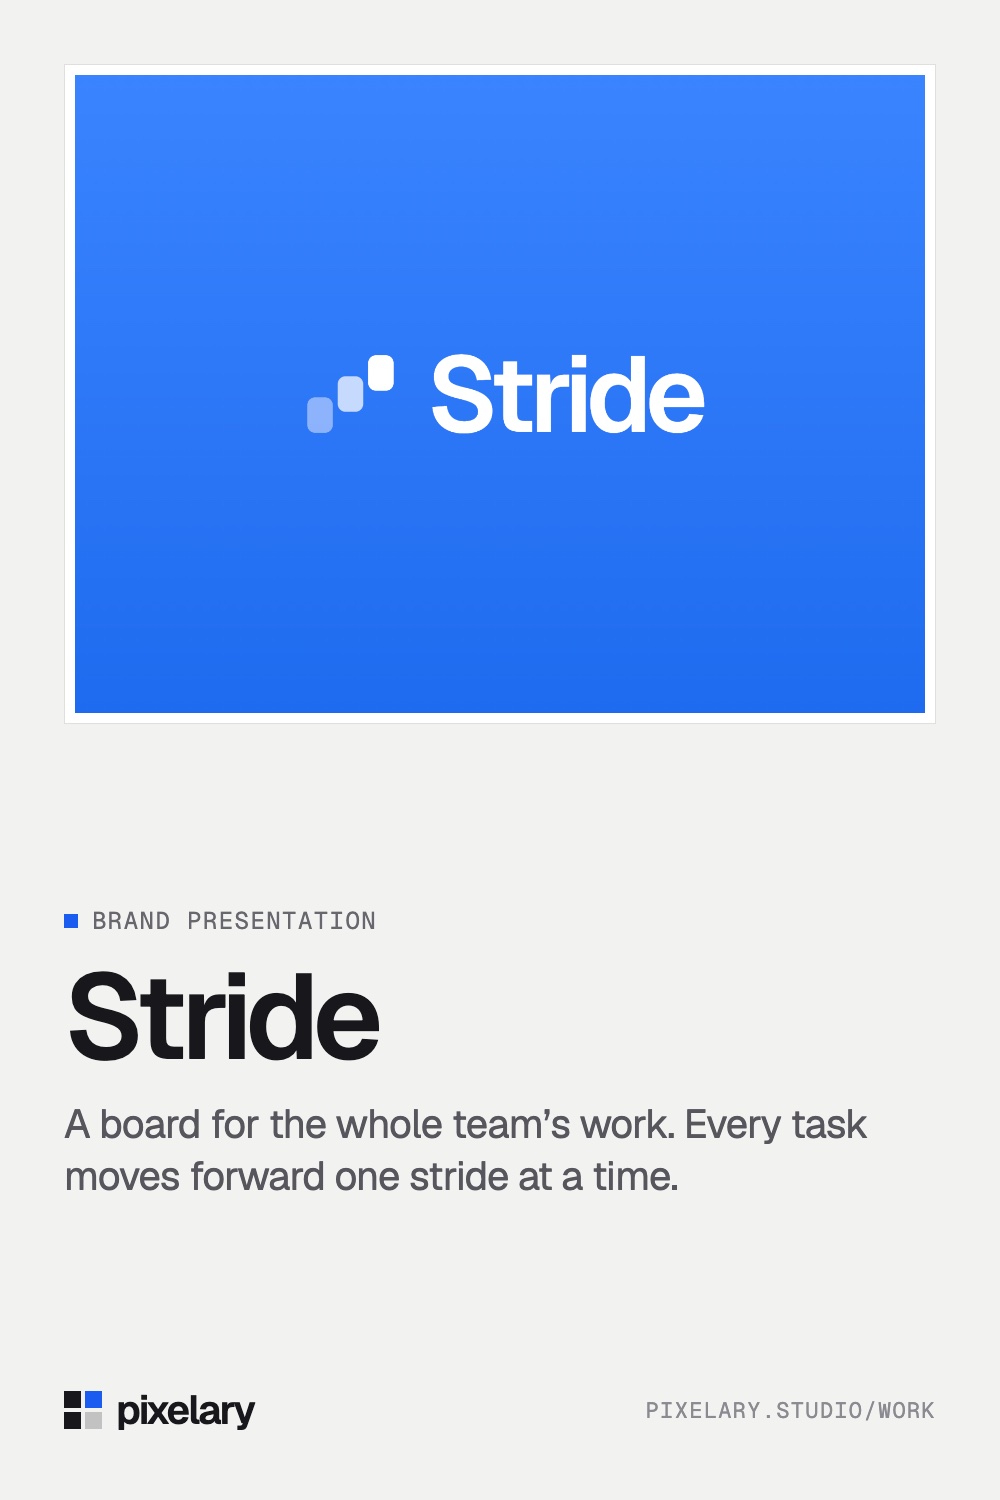 Stride
BRAND PRESENTATION
Stride
A board for the whole team’s work. Every task
moves forward one stride at a time.
pixelary
PIXELARY.STUDIO/WORK